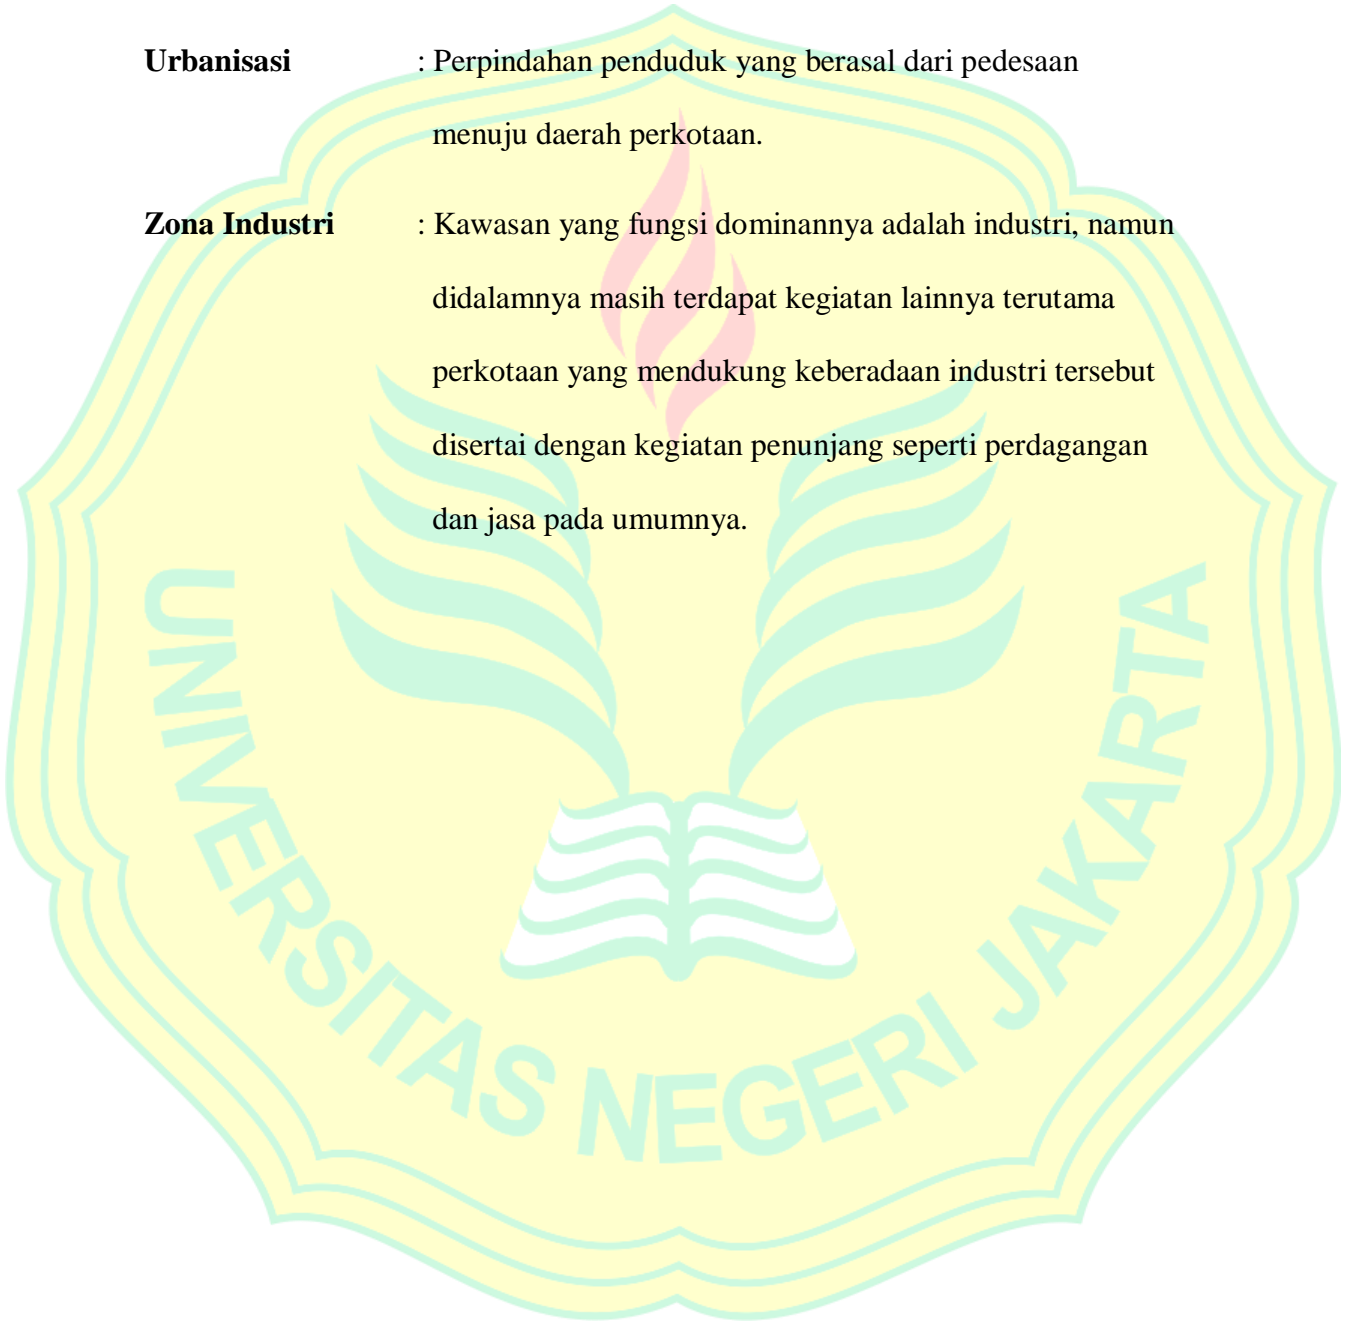 Urbanisasi : Perpindahan penduduk yang berasal dari pedesaan
menuju daerah perkotaan.
Zona Industri : Kawasan yang fungsi dominannya adalah industri, namun
didalamnya masih terdapat kegiatan lainnya terutama
perkotaan yang mendukung keberadaan industri tersebut
disertai dengan kegiatan penunjang seperti perdagangan
dan jasa pada umumnya.
UNIVERSITAS NEGERI JAKARTA